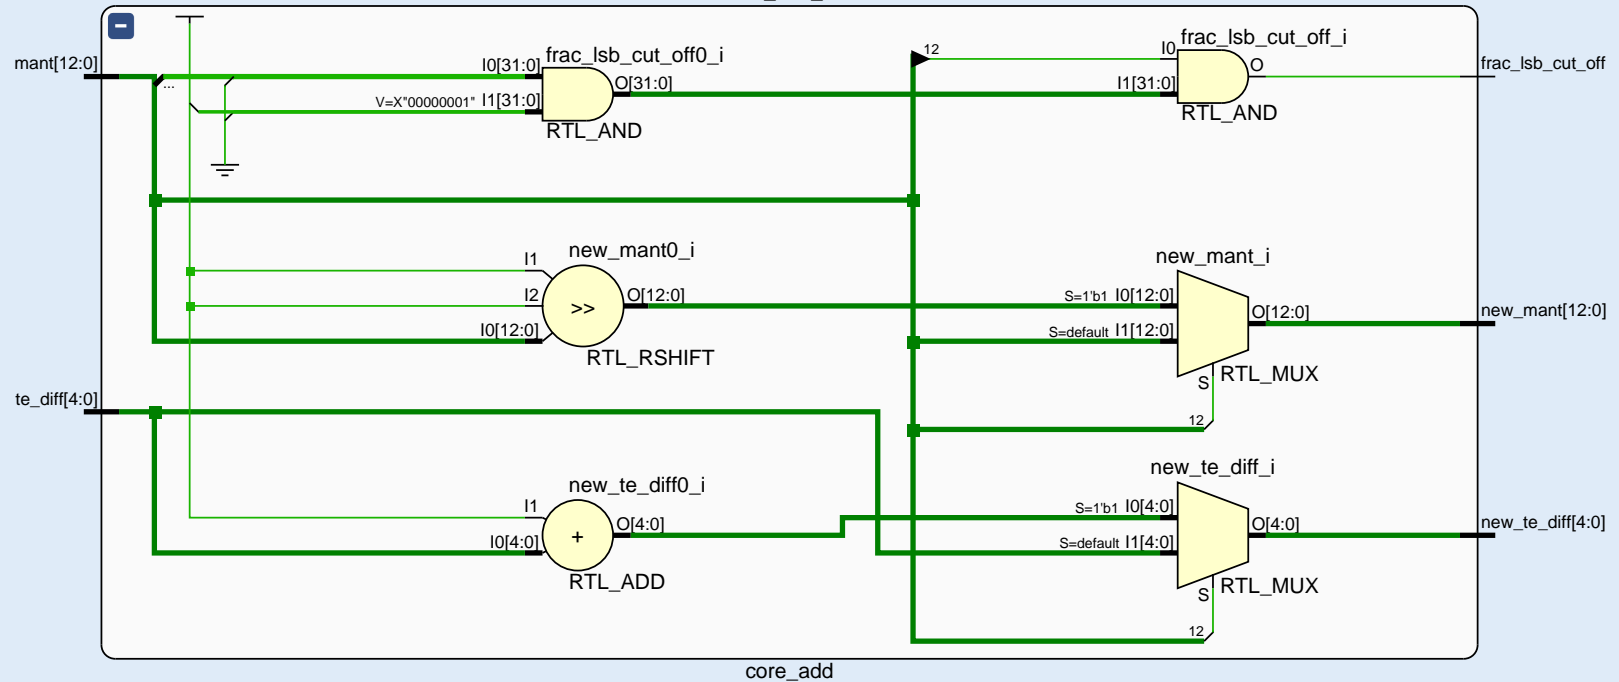 mant[12:0]
...
frac_lsb_cut_off0_i
I0[31:0]
V=X"00000001" I1[31:0]
O[31:0]
RTL_AND
12
frac_lsb_cut_off_i
I0
I1[31:0]
O
RTL_AND
frac_lsb_cut_off
new_mant0_i
I1
I2
I0[12:0]
>>
O[12:0]
RTL_RSHIFT
new_mant_i
S=1'b1 I0[12:0]
S=default I1[12:0]
O[12:0]
S
RTL_MUX
12
new_mant[12:0]
te_diff[4:0]
new_te_diff0_i
I1
I0[4:0]
+
O[4:0]
RTL_ADD
new_te_diff_i
S=1'b1 I0[4:0]
S=default I1[4:0]
O[4:0]
S
RTL_MUX
12
new_te_diff[4:0]
core_add